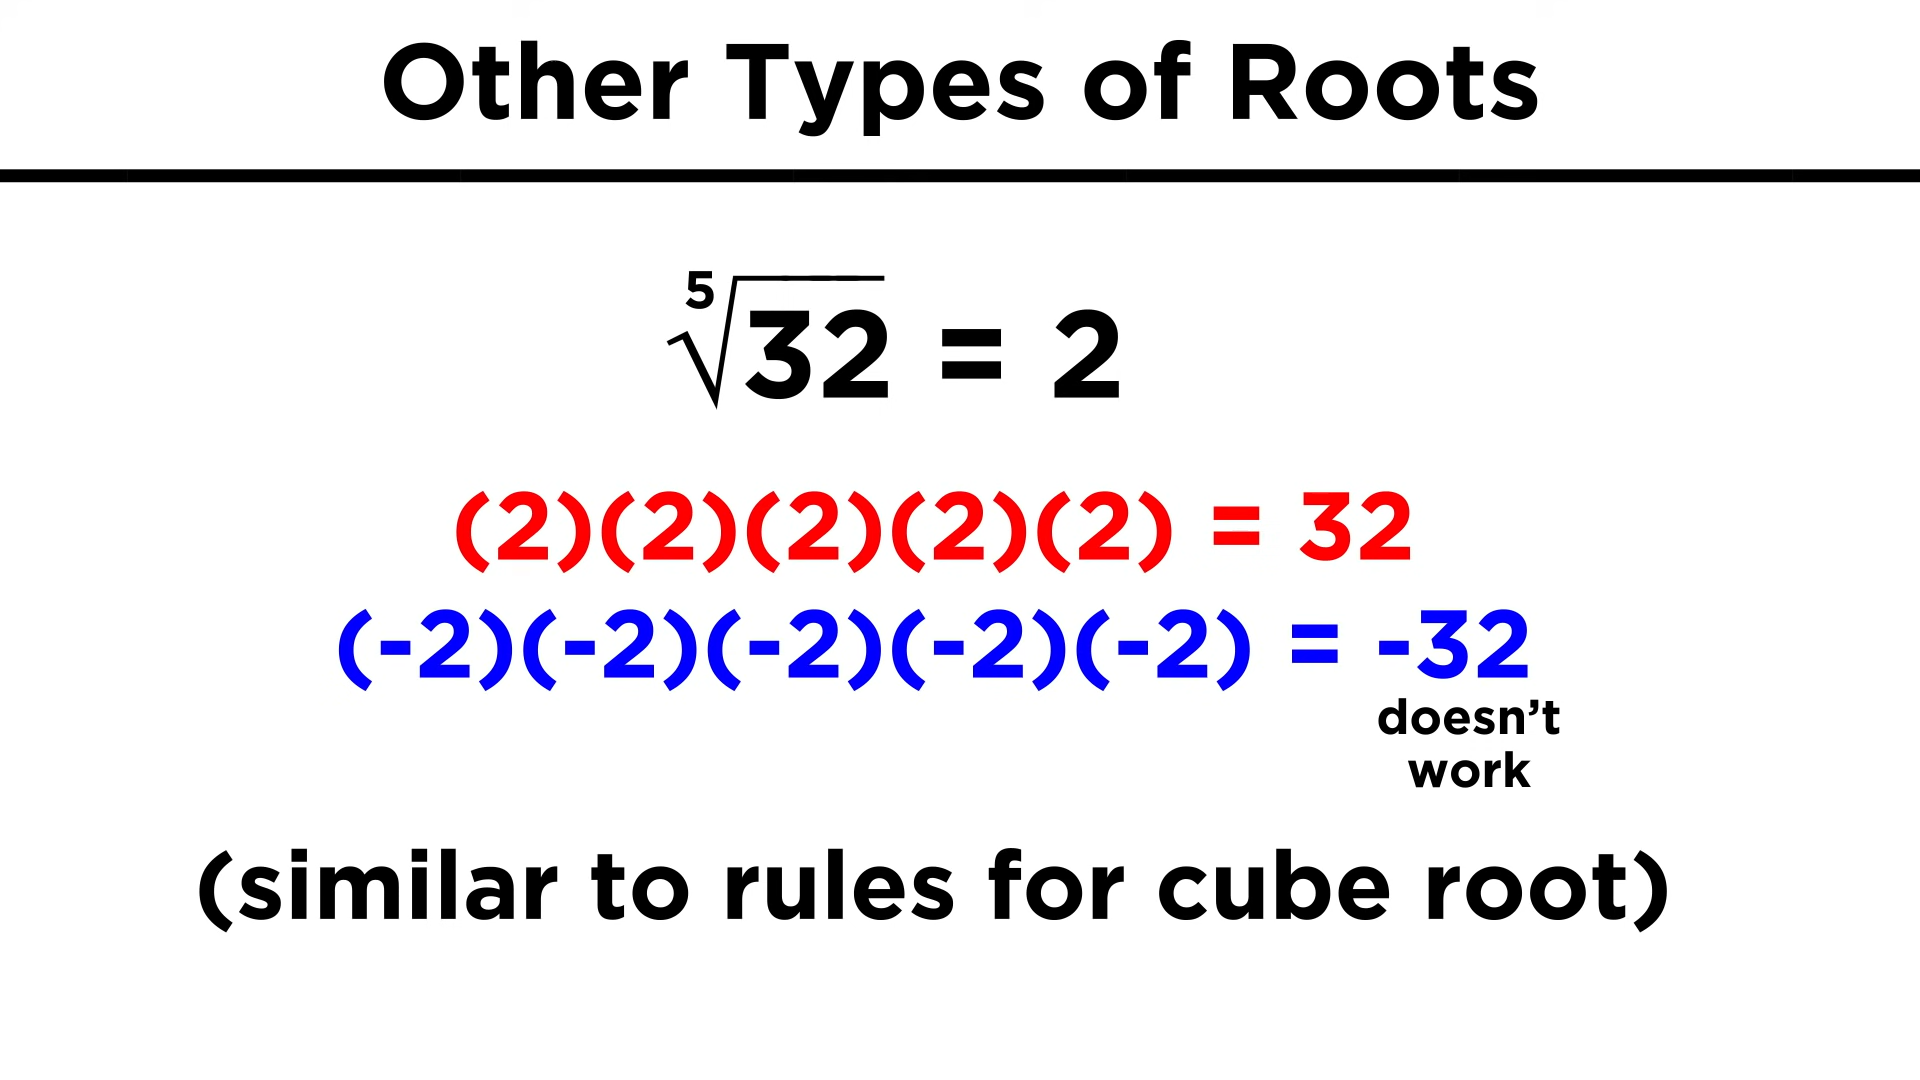 Other Types of Roots
⁵√32 = 2
(2)(2)(2)(2)(2) = 32
(-2)(-2)(-2)(-2)(-2) = -32
doesn’t
work
(similar to rules for cube root)